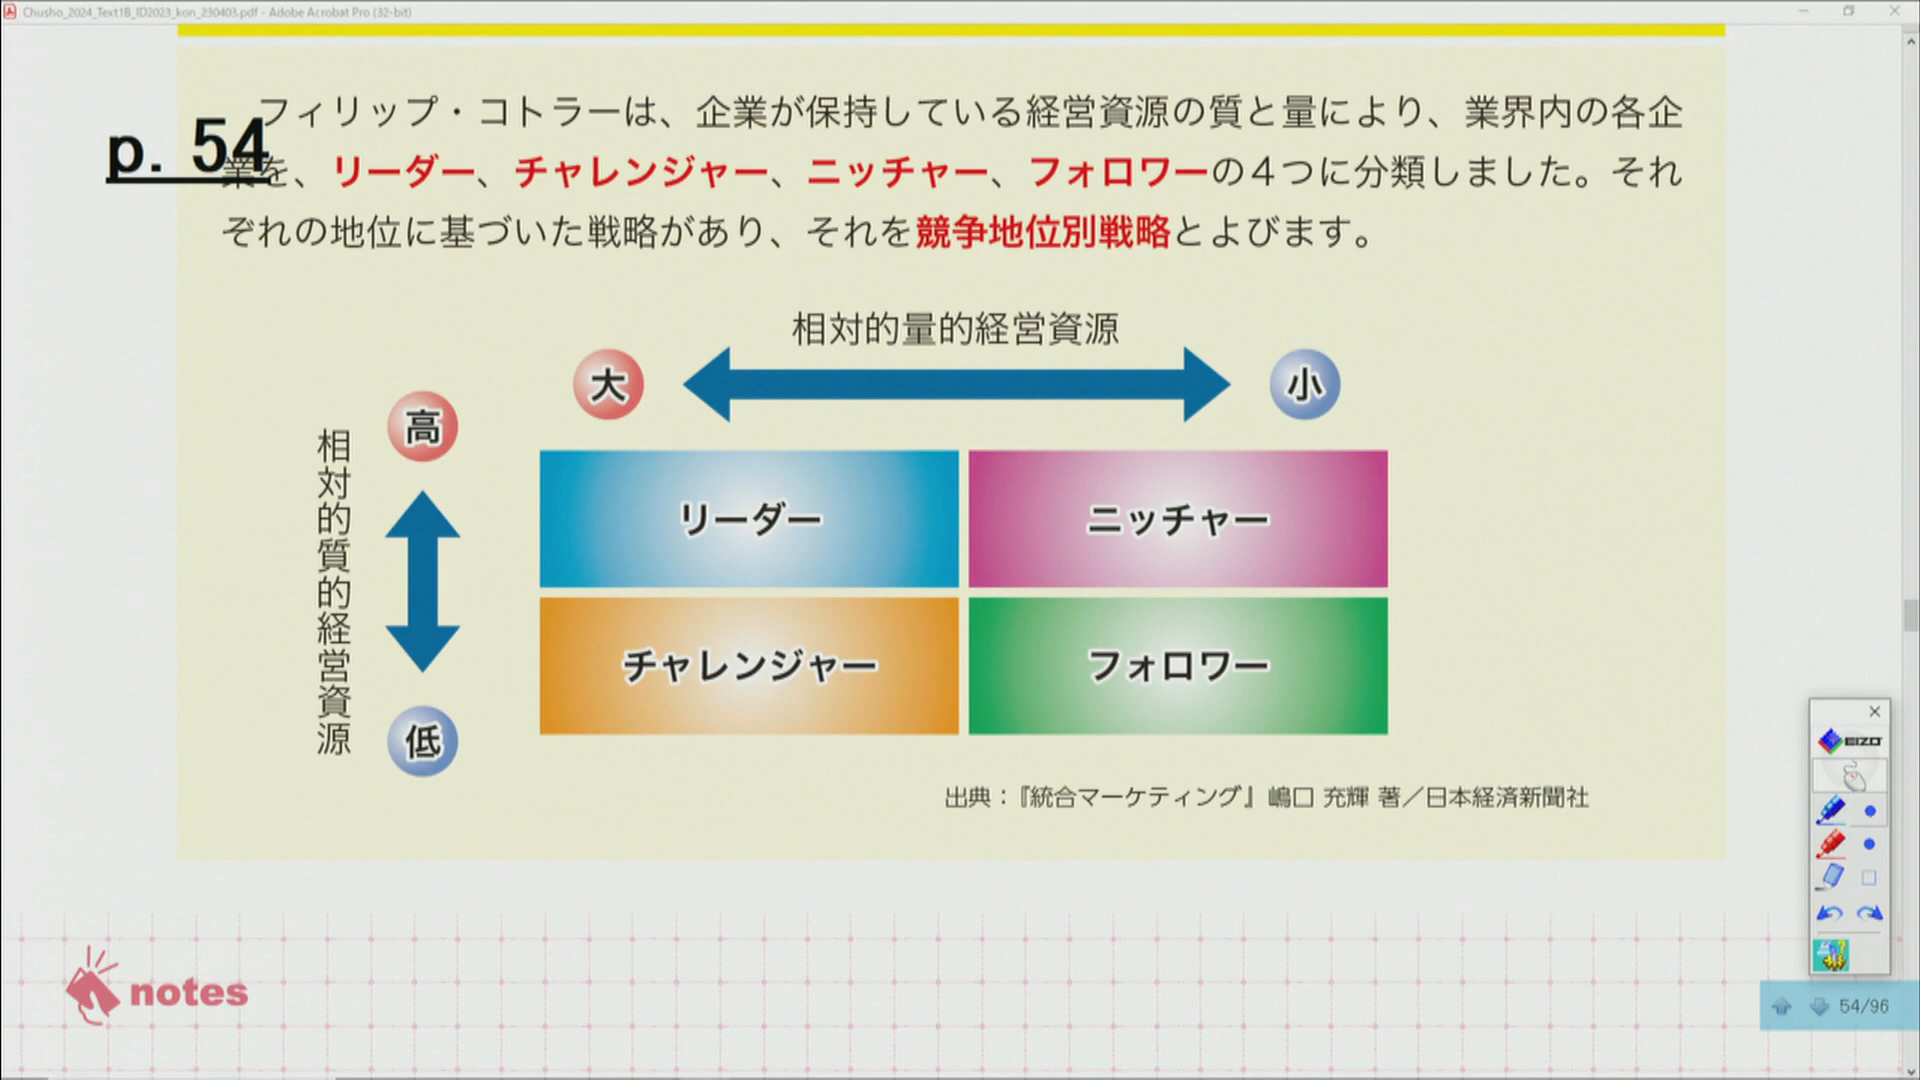 Chusho_2024_Text1B_ID2023_kon_230403.pdf - Adobe Acrobat Pro (32-bit)
p. 54
フィリップ・コトラーは、企業が保持している経営資源の質と量により、業界内の各企
業を、リーダー、チャレンジャー、ニッチャー、フォロワーの４つに分類しました。それ
ぞれの地位に基づいた戦略があり、それを競争地位別戦略とよびます。
相対的量的経営資源
大
小
高
相対的質的経営資源
低
リーダー
ニッチャー
チャレンジャー
フォロワー
出典：『統合マーケティング』嶋口 充輝 著／日本経済新聞社
EIZO
notes
54/96